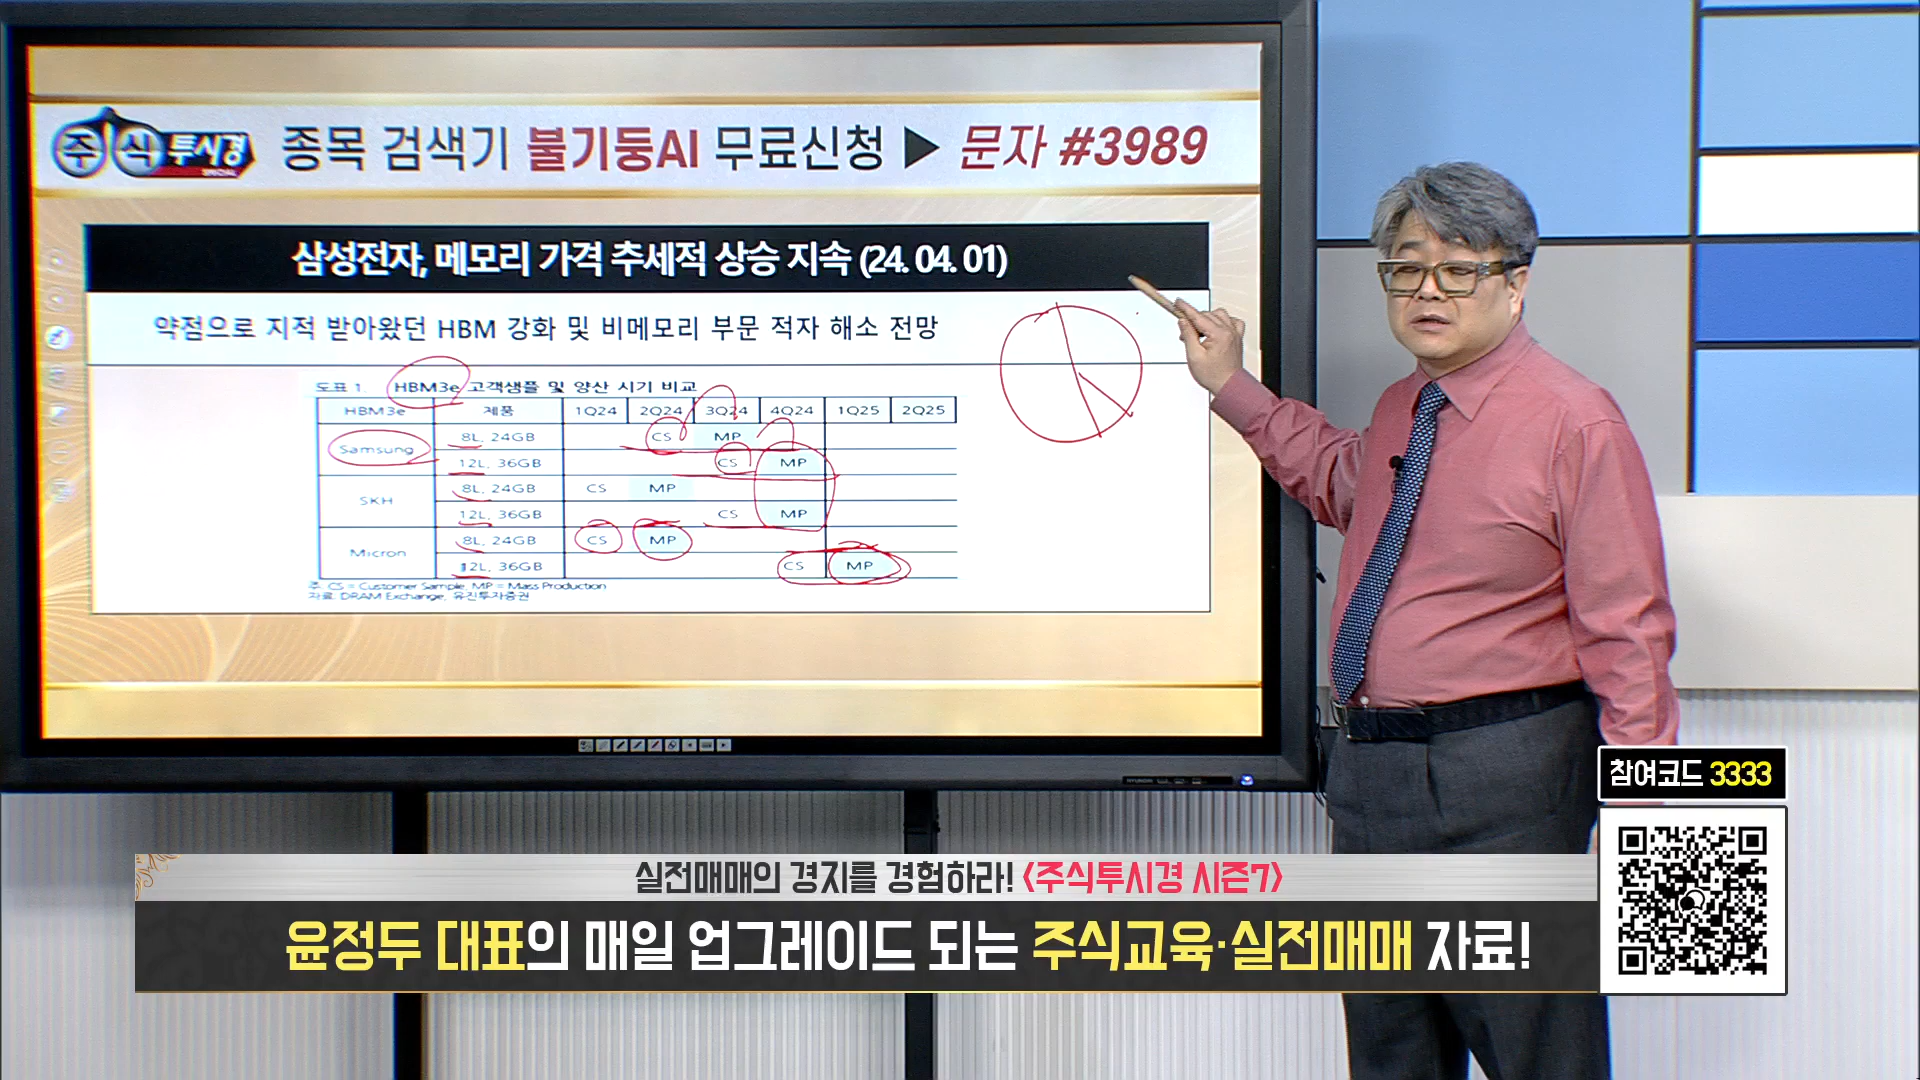 주식투시경 종목 검색기 불기둥AI 무료신청 ▶ 문자 #3989
SPECIAL
삼성전자, 메모리 가격 추세적 상승 지속 (24. 04. 01)
약점으로 지적 받아왔던 HBM 강화 및 비메모리 부문 적자 해소 전망
도표 1. HBM3e 고객샘플 및 양산 시기 비교
HBM3e 제품 1Q24 2Q24 3Q24 4Q24 1Q25 2Q25
Samsung 8L, 24GB CS MP
12L, 36GB CS MP
SKH 8L, 24GB CS MP
12L, 36GB CS MP
Micron 8L, 24GB CS MP
12L, 36GB CS MP
주: CS = Customer Sample, MP = Mass Production
자료: DRAM Exchange, 유진투자증권
HYUNDAI
참여코드 3333
실전매매의 경지를 경험하라! <주식투시경 시즌7>
윤정두 대표의 매일 업그레이드 되는 주식교육·실전매매 자료!